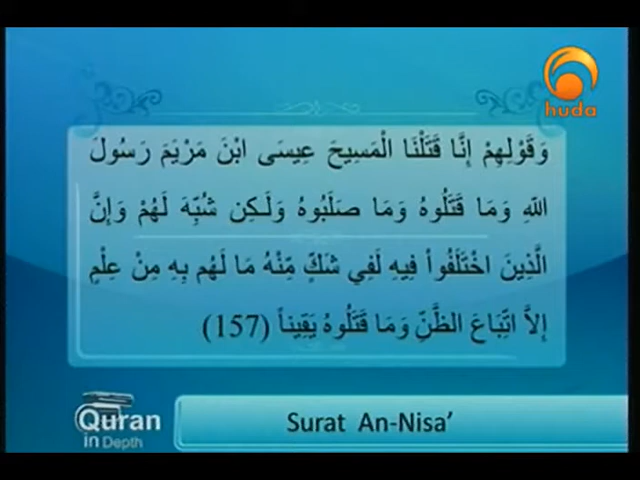 huda
وَقَوْلِهِمْ إِنَّا قَتَلْنَا الْمَسِيحَ عِيسَى ابْنَ مَرْيَمَ رَسُولَ
اللهِ وَمَا قَتَلُوهُ وَمَا صَلَبُوهُ وَلَـكِن شُبِّهَ لَهُمْ وَإِنَّ
الَّذِينَ اخْتَلَفُواْ فِيهِ لَفِي شَكٍّ مِّنْهُ مَا لَهُم بِهِ مِنْ عِلْمٍ
إِلاَّ اتِّبَاعَ الظَّنِّ وَمَا قَتَلُوهُ يَقِيناً (157)
Quran
in Depth
Surat An-Nisa’